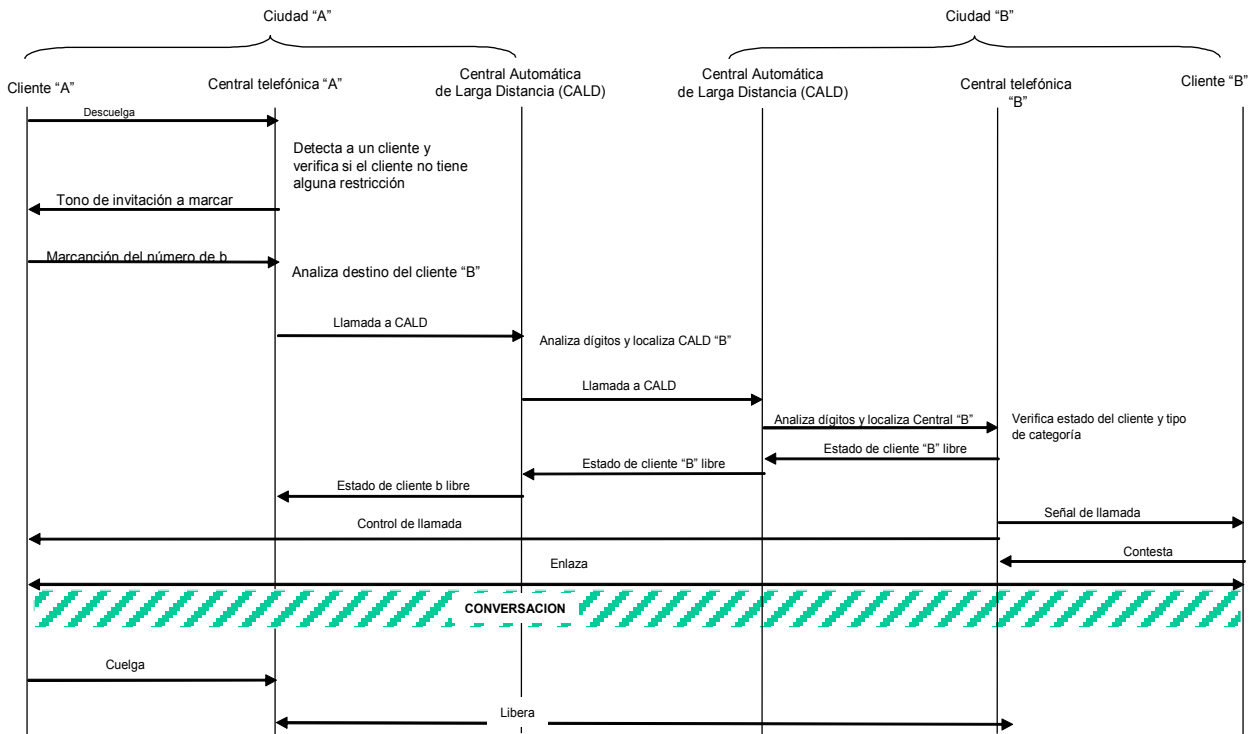 Ciudad “A”
Ciudad “B”
Cliente “A”
Central telefónica “A”
Central Automática
de Larga Distancia (CALD)
Central Automática
de Larga Distancia (CALD)
Central telefónica
“B”
Cliente “B”
Descuelga
Detecta a un cliente y
verifica si el cliente no tiene
alguna restricción
Tono de invitación a marcar
Marcanción del número de b
Analiza destino del cliente “B”
Llamada a CALD
Analiza dígitos y localiza CALD “B”
Llamada a CALD
Analiza dígitos y localiza Central “B”
Verifica estado del cliente y tipo
de categoría
Estado de cliente “B” libre
Estado de cliente “B” libre
Estado de cliente b libre
Señal de llamada
Control de llamada
Contesta
Enlaza
CONVERSACION
Cuelga
Libera